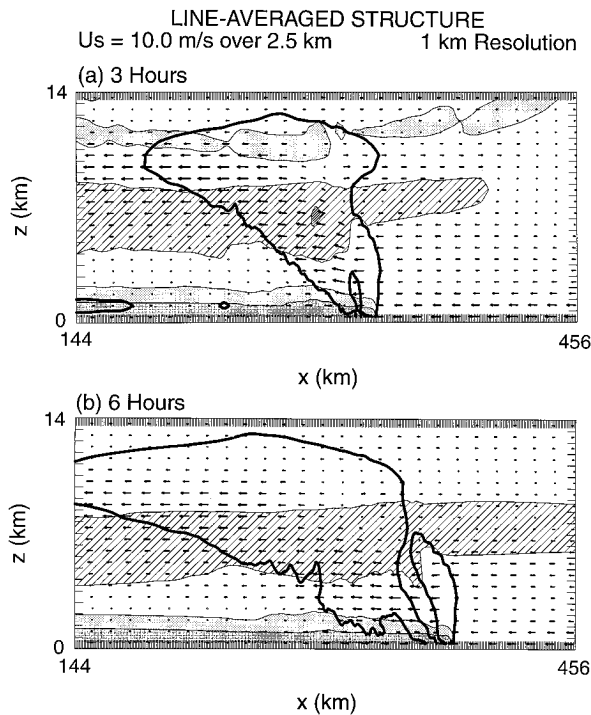 LINE-AVERAGED STRUCTURE
Us = 10.0 m/s over 2.5 km 1 km Resolution
(a) 3 Hours
14
z (km)
0
144 456
x (km)
(b) 6 Hours
14
z (km)
0
144 456
x (km)